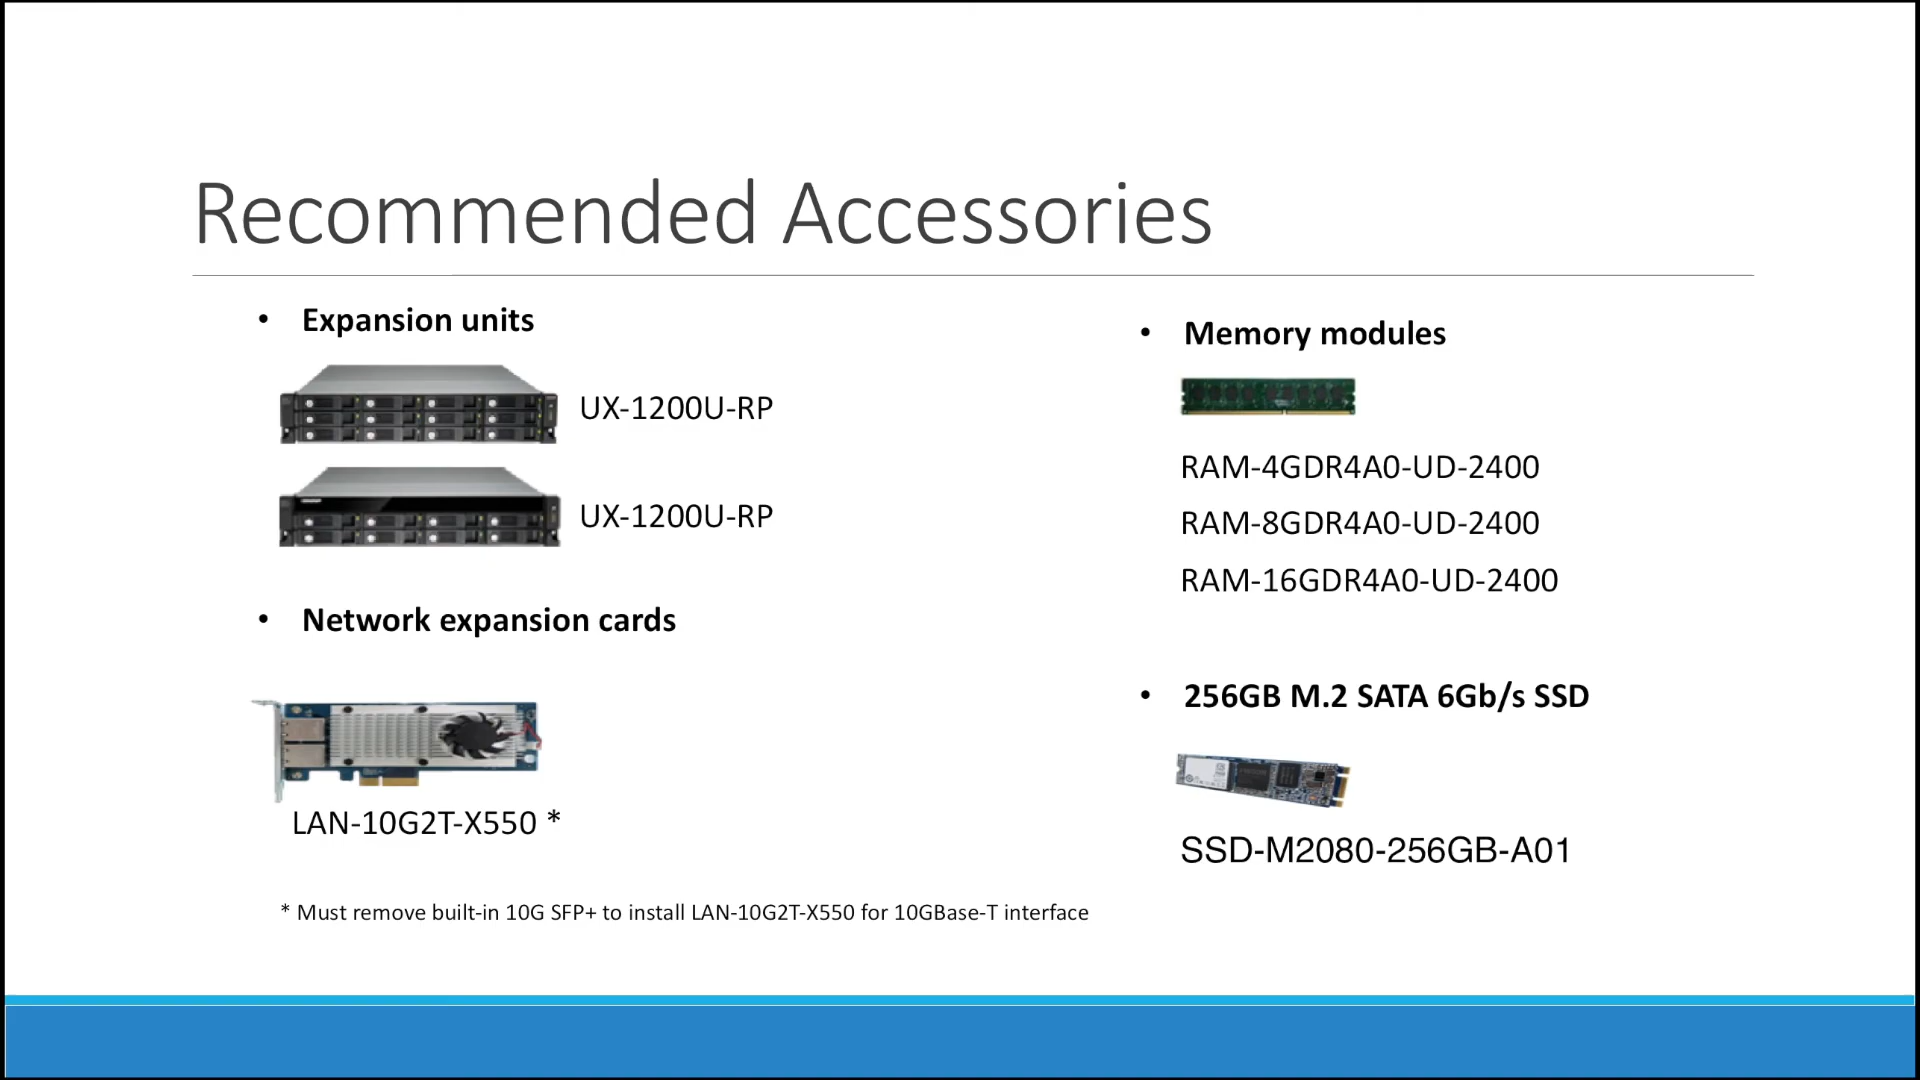 Recommended Accessories
• Expansion units
UX-1200U-RP
UX-1200U-RP
• Network expansion cards
LAN-10G2T-X550 *
* Must remove built-in 10G SFP+ to install LAN-10G2T-X550 for 10GBase-T interface
• Memory modules
RAM-4GDR4A0-UD-2400
RAM-8GDR4A0-UD-2400
RAM-16GDR4A0-UD-2400
• 256GB M.2 SATA 6Gb/s SSD
SSD-M2080-256GB-A01